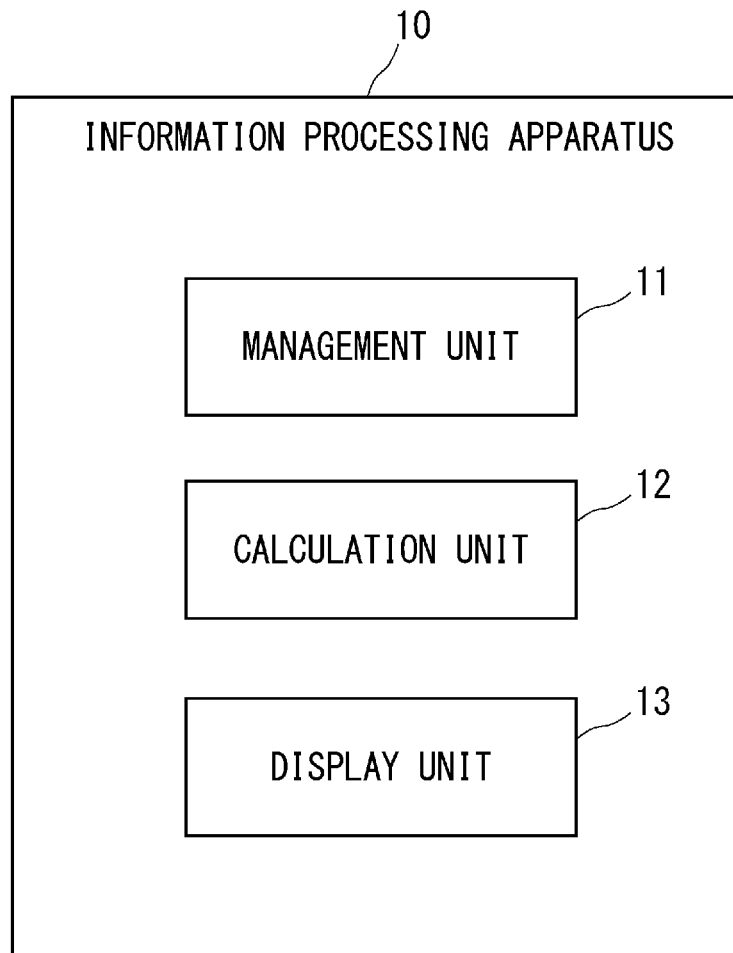 10
INFORMATION PROCESSING APPARATUS
11
MANAGEMENT UNIT
12
CALCULATION UNIT
13
DISPLAY UNIT